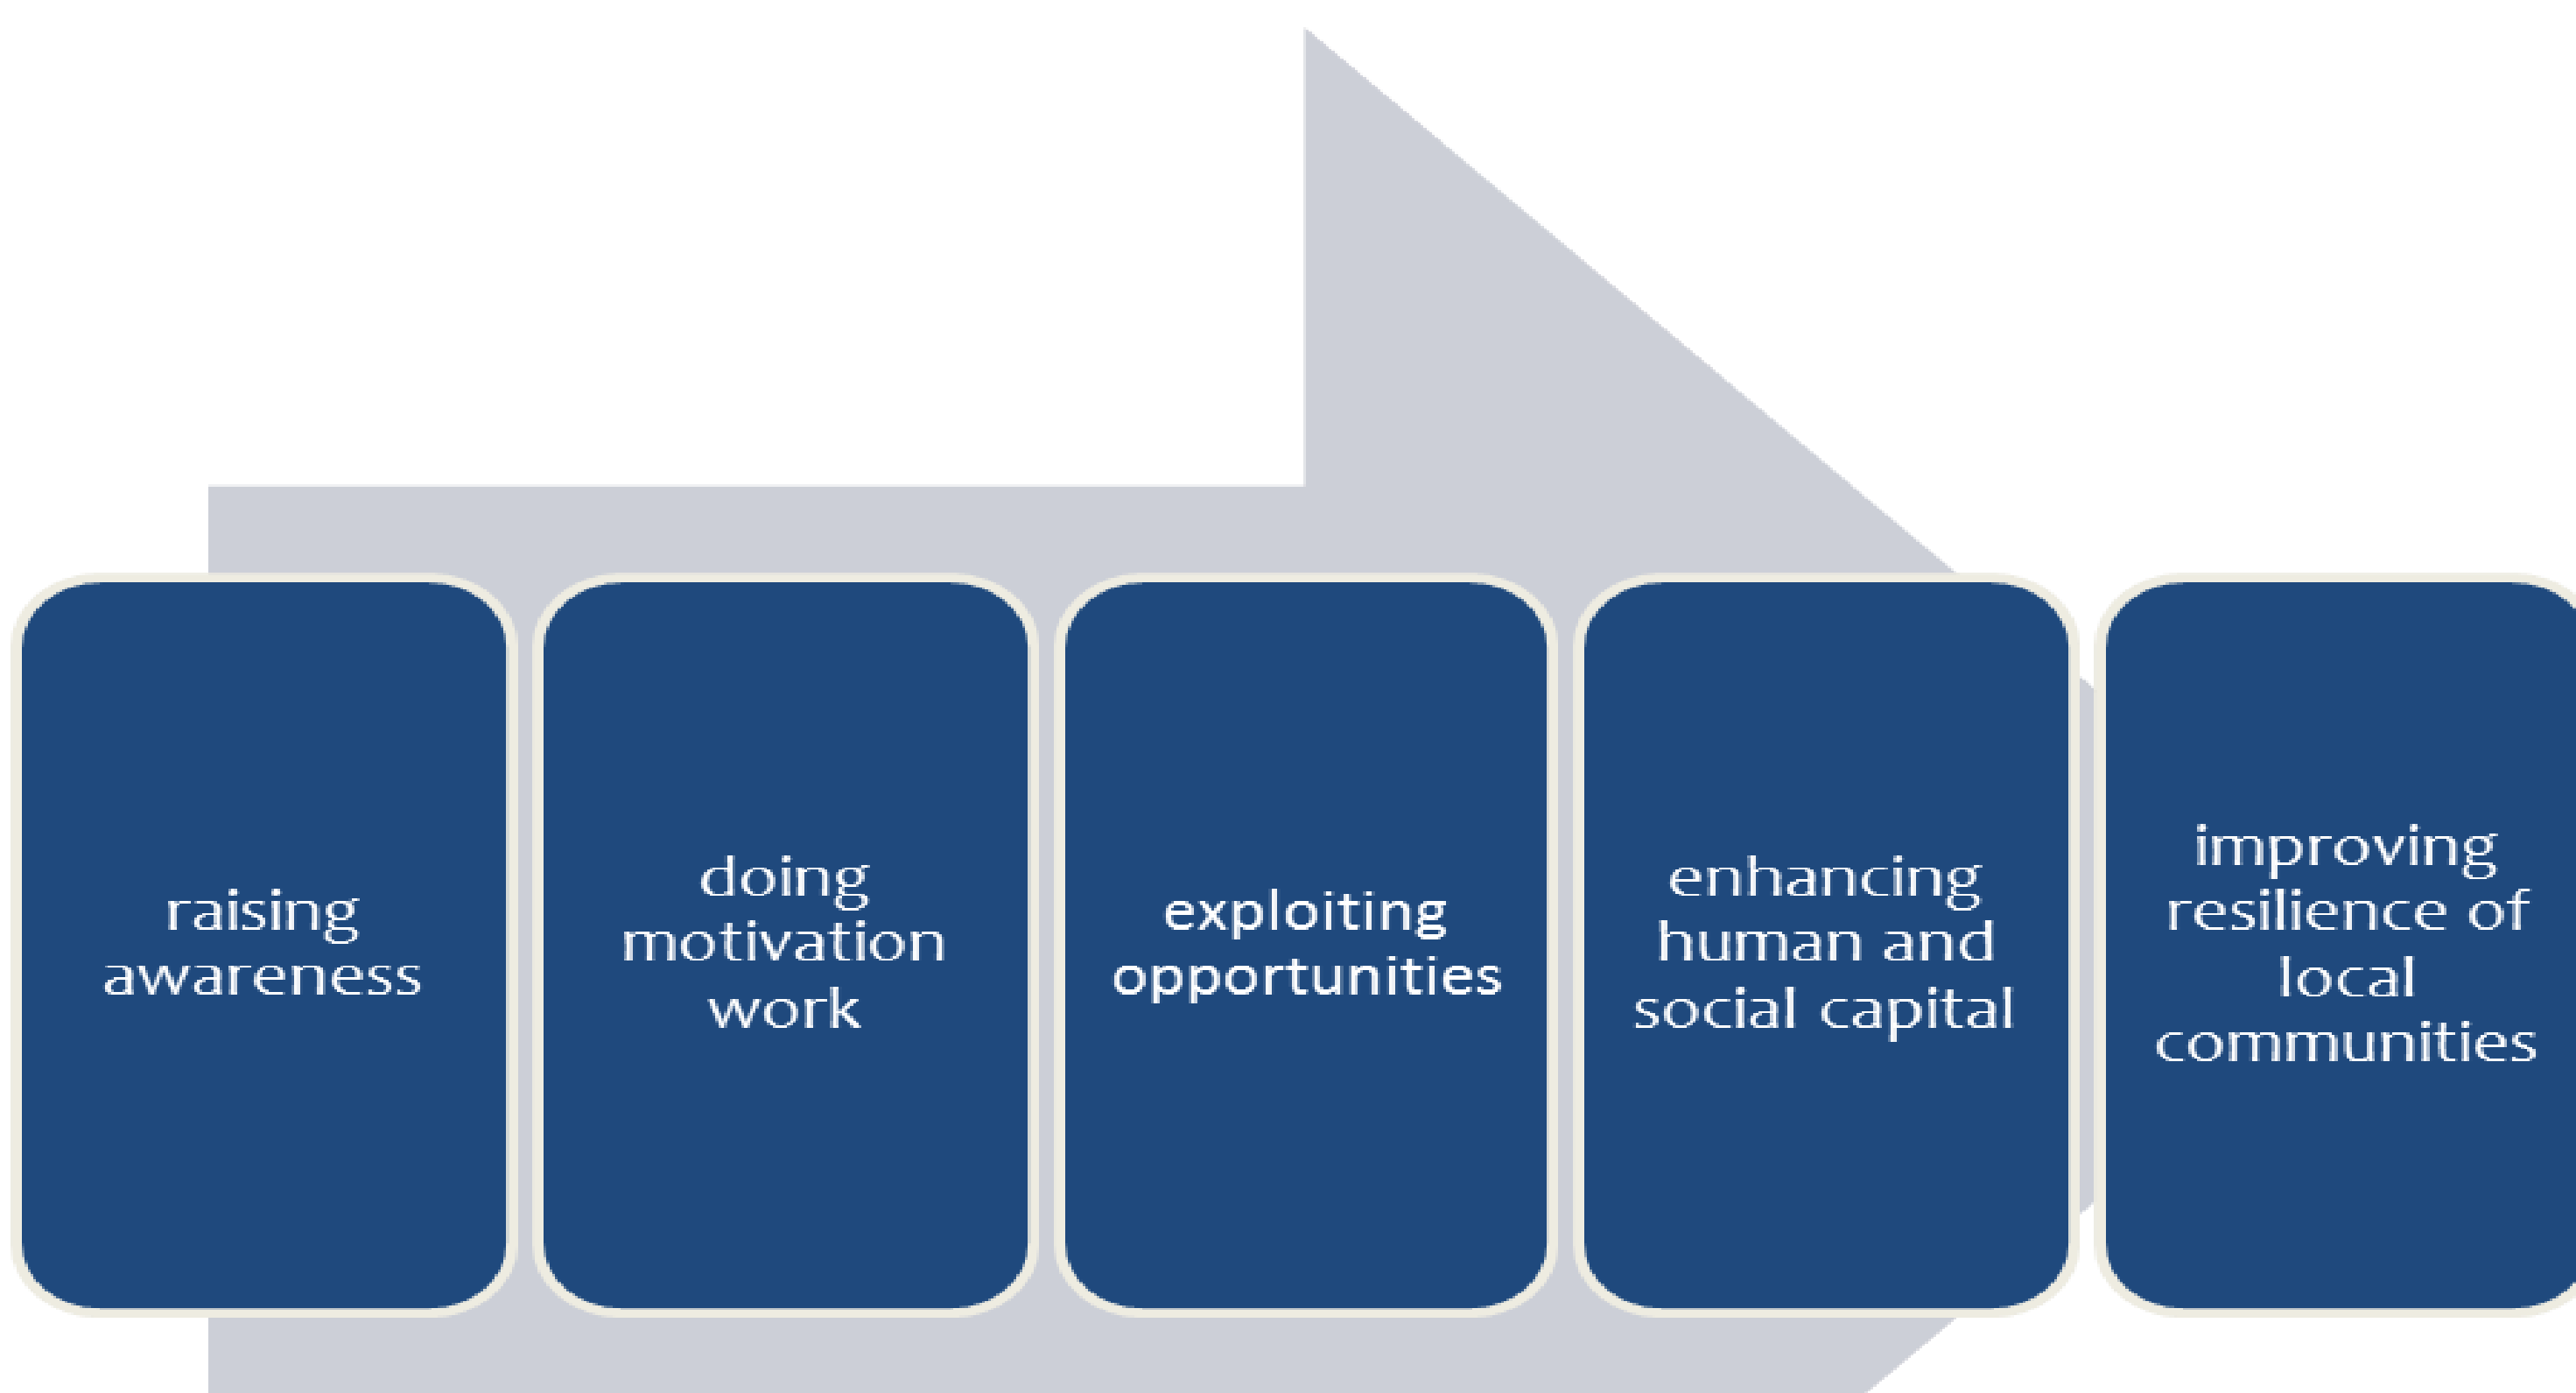 raising
awareness
doing
motivation
work
exploiting
opportunities
enhancing
human and
social capital
improving
resilience of
local
communities